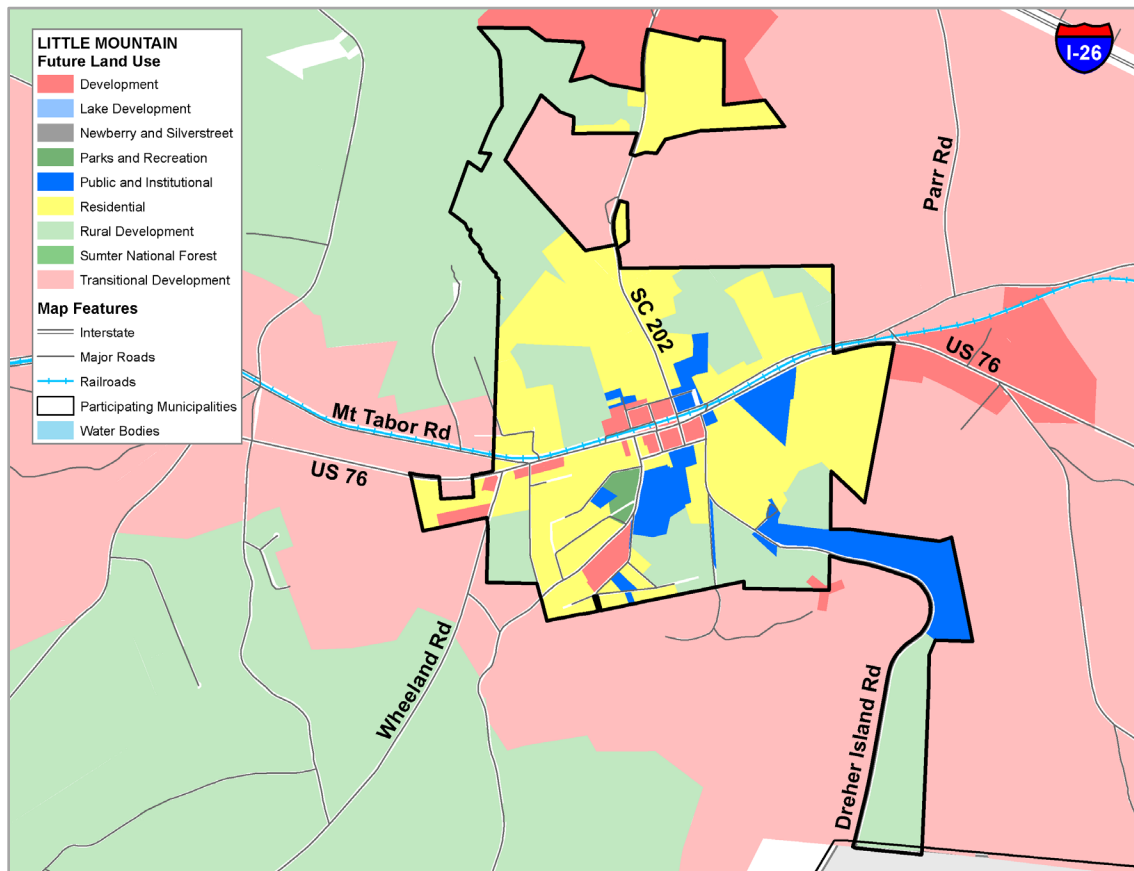 LITTLE MOUNTAIN
Future Land Use
Development
Lake Development
Newberry and Silverstreet
Parks and Recreation
Public and Institutional
Residential
Rural Development
Sumter National Forest
Transitional Development
Map Features
Interstate
Major Roads
Railroads
Participating Municipalities
Water Bodies
I-26
Parr Rd
SC 202
US 76
Mt Tabor Rd
US 76
Wheeland Rd
Dreher Island Rd